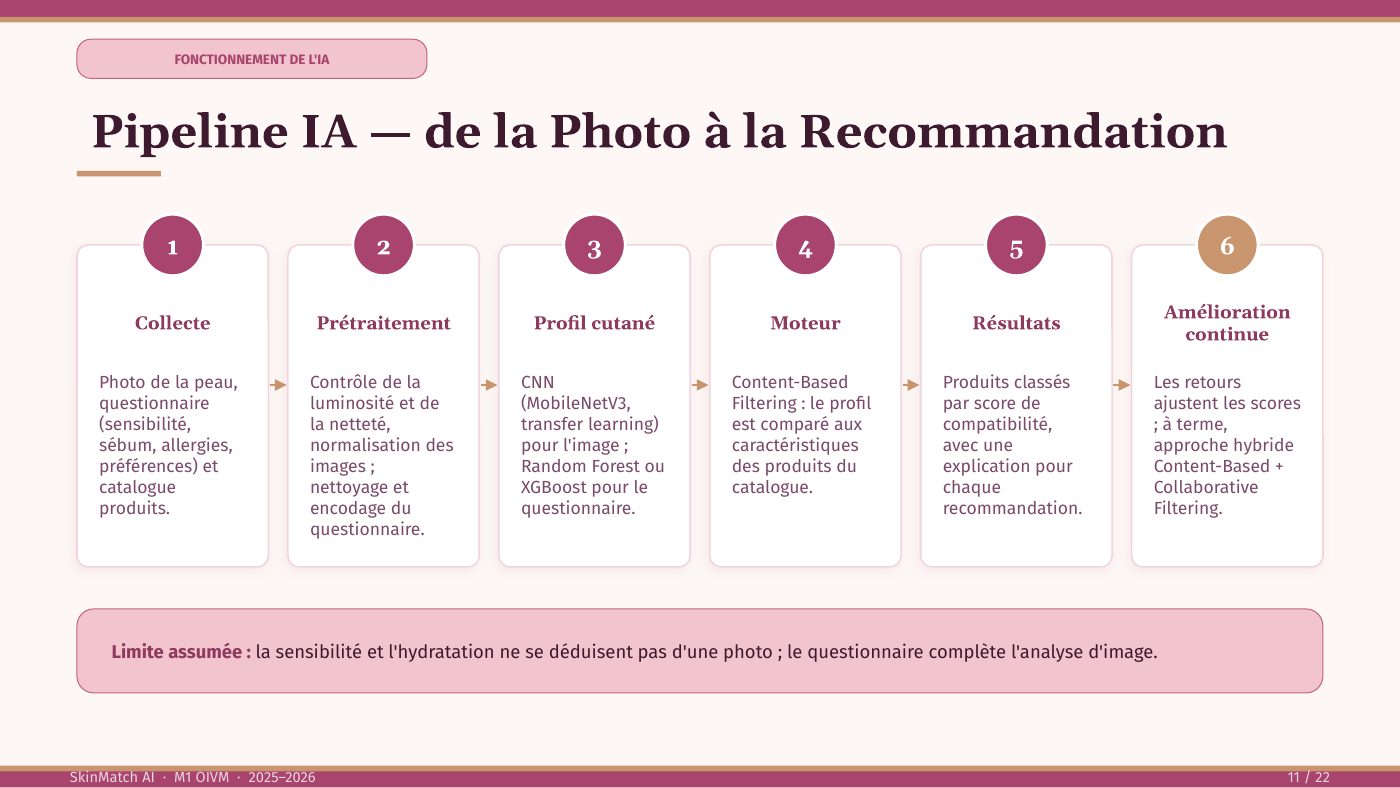 FONCTIONNEMENT DE L'IA
Pipeline IA — de la Photo à la Recommandation
1
Collecte
Photo de la peau,
questionnaire
(sensibilité,
sébum, allergies,
préférences) et
catalogue
produits.
2
Prétraitement
Contrôle de la
luminosité et de
la netteté,
normalisation des
images ;
nettoyage et
encodage du
questionnaire.
3
Profil cutané
CNN
(MobileNetV3,
transfer learning)
pour l'image ;
Random Forest ou
XGBoost pour le
questionnaire.
4
Moteur
Content-Based
Filtering : le profil
est comparé aux
caractéristiques
des produits du
catalogue.
5
Résultats
Produits classés
par score de
compatibilité,
avec une
explication pour
chaque
recommandation.
6
Amélioration
continue
Les retours
ajustent les scores
; à terme,
approche hybride
Content-Based +
Collaborative
Filtering.
Limite assumée : la sensibilité et l'hydratation ne se déduisent pas d'une photo ; le questionnaire complète l'analyse d'image.
SkinMatch AI · M1 OIVM · 2025–2026
11 / 22